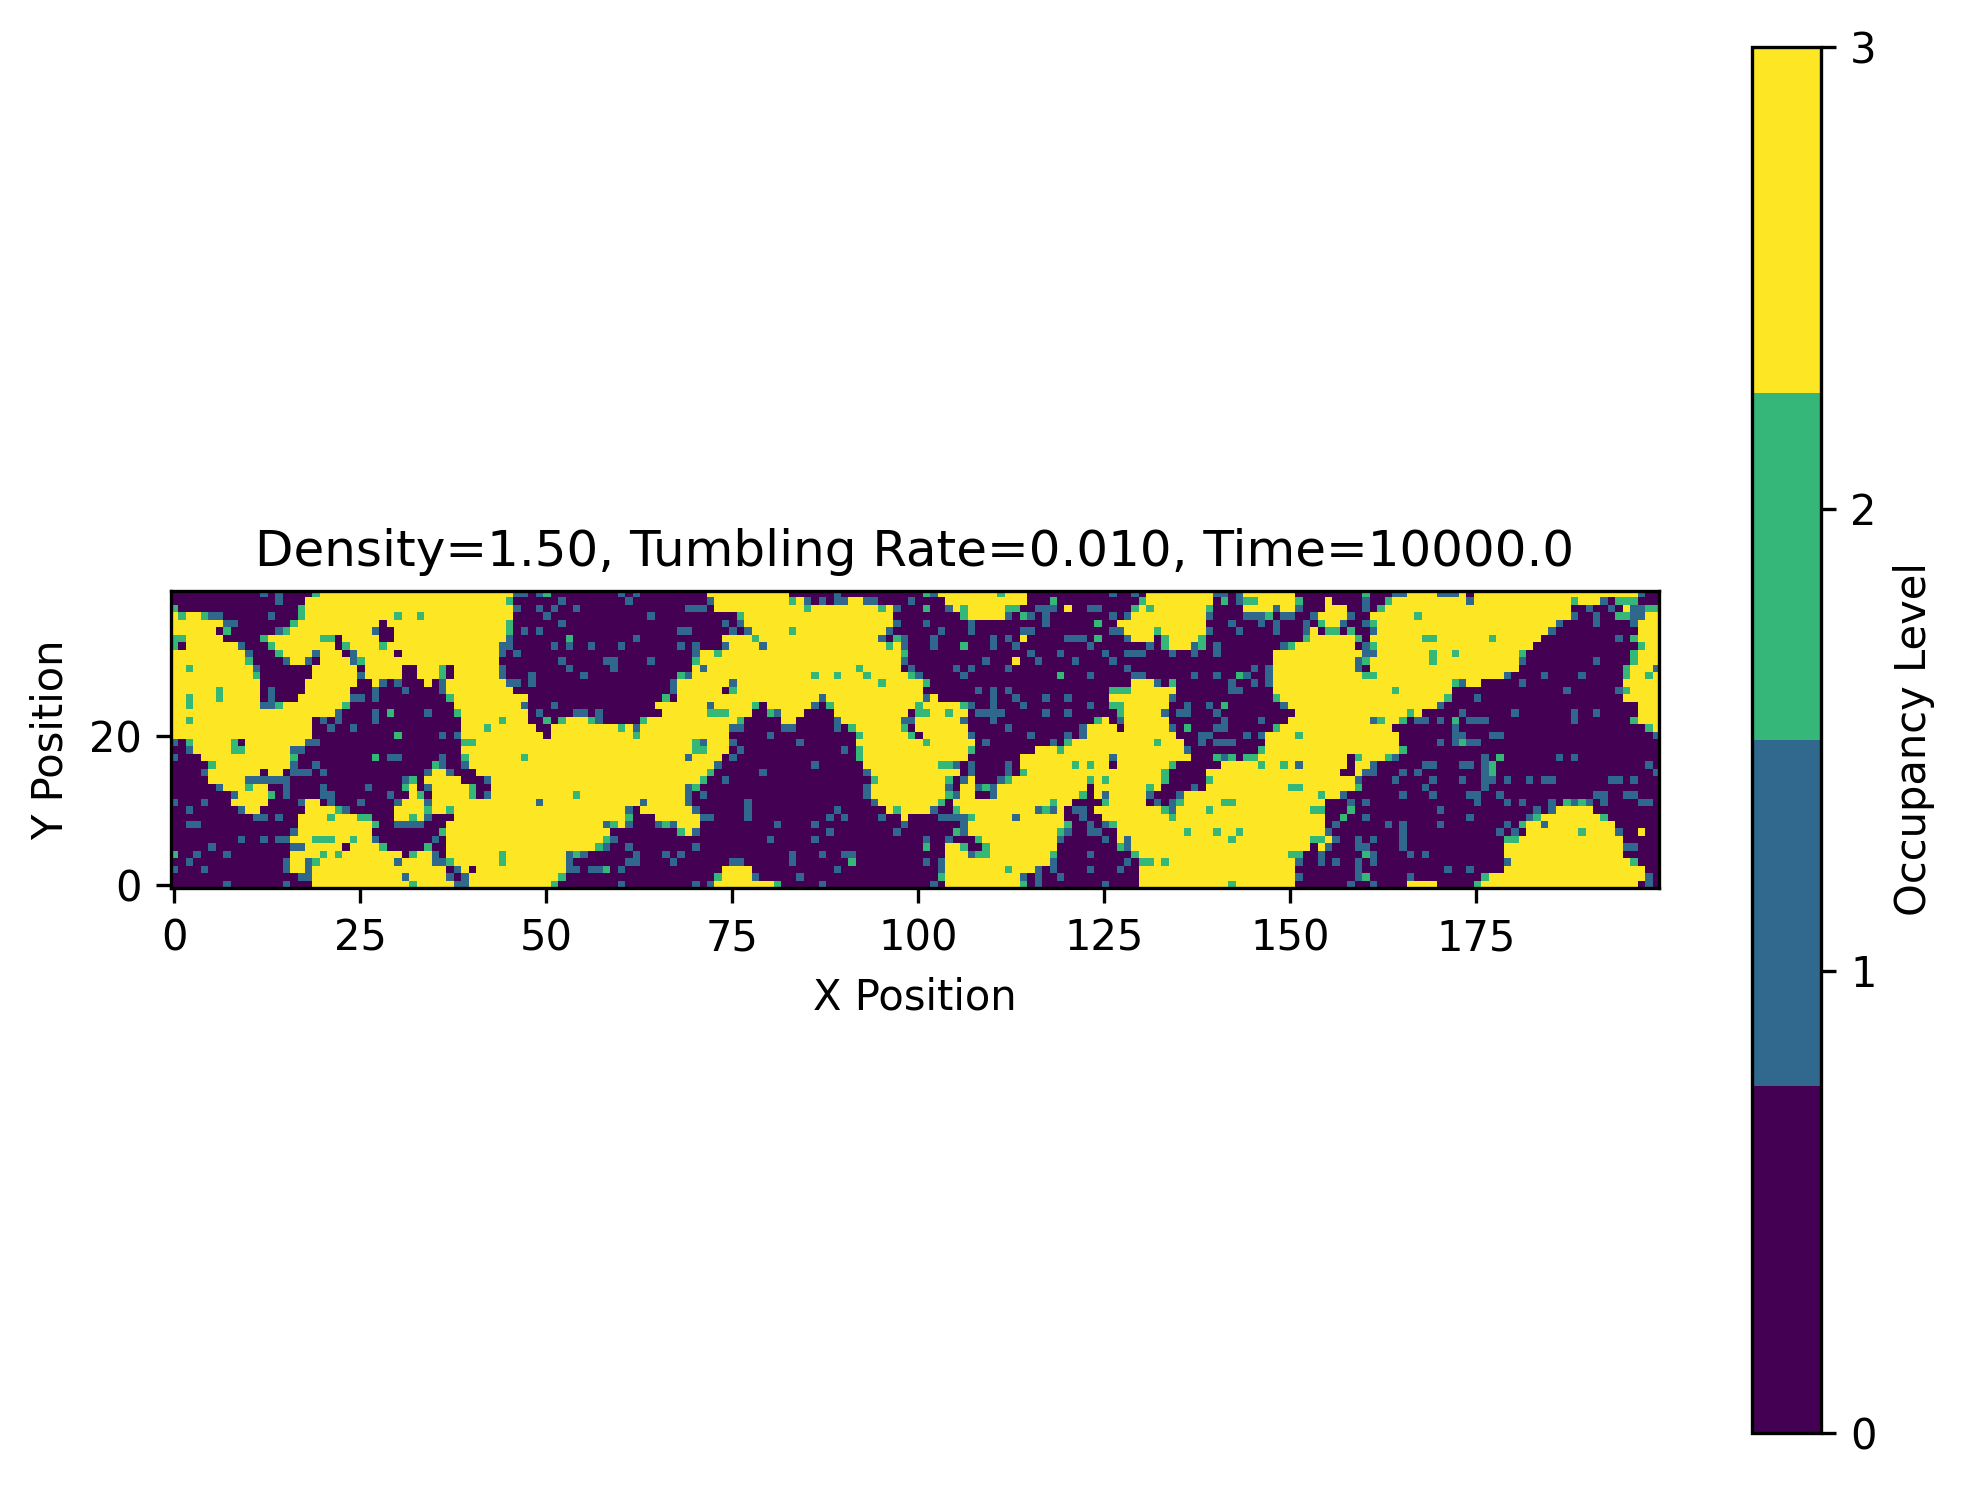 Density=1.50, Tumbling Rate=0.010, Time=10000.0
Y Position
20
0
0 25 50 75 100 125 150 175
X Position
3
2
1
0
Occupancy Level